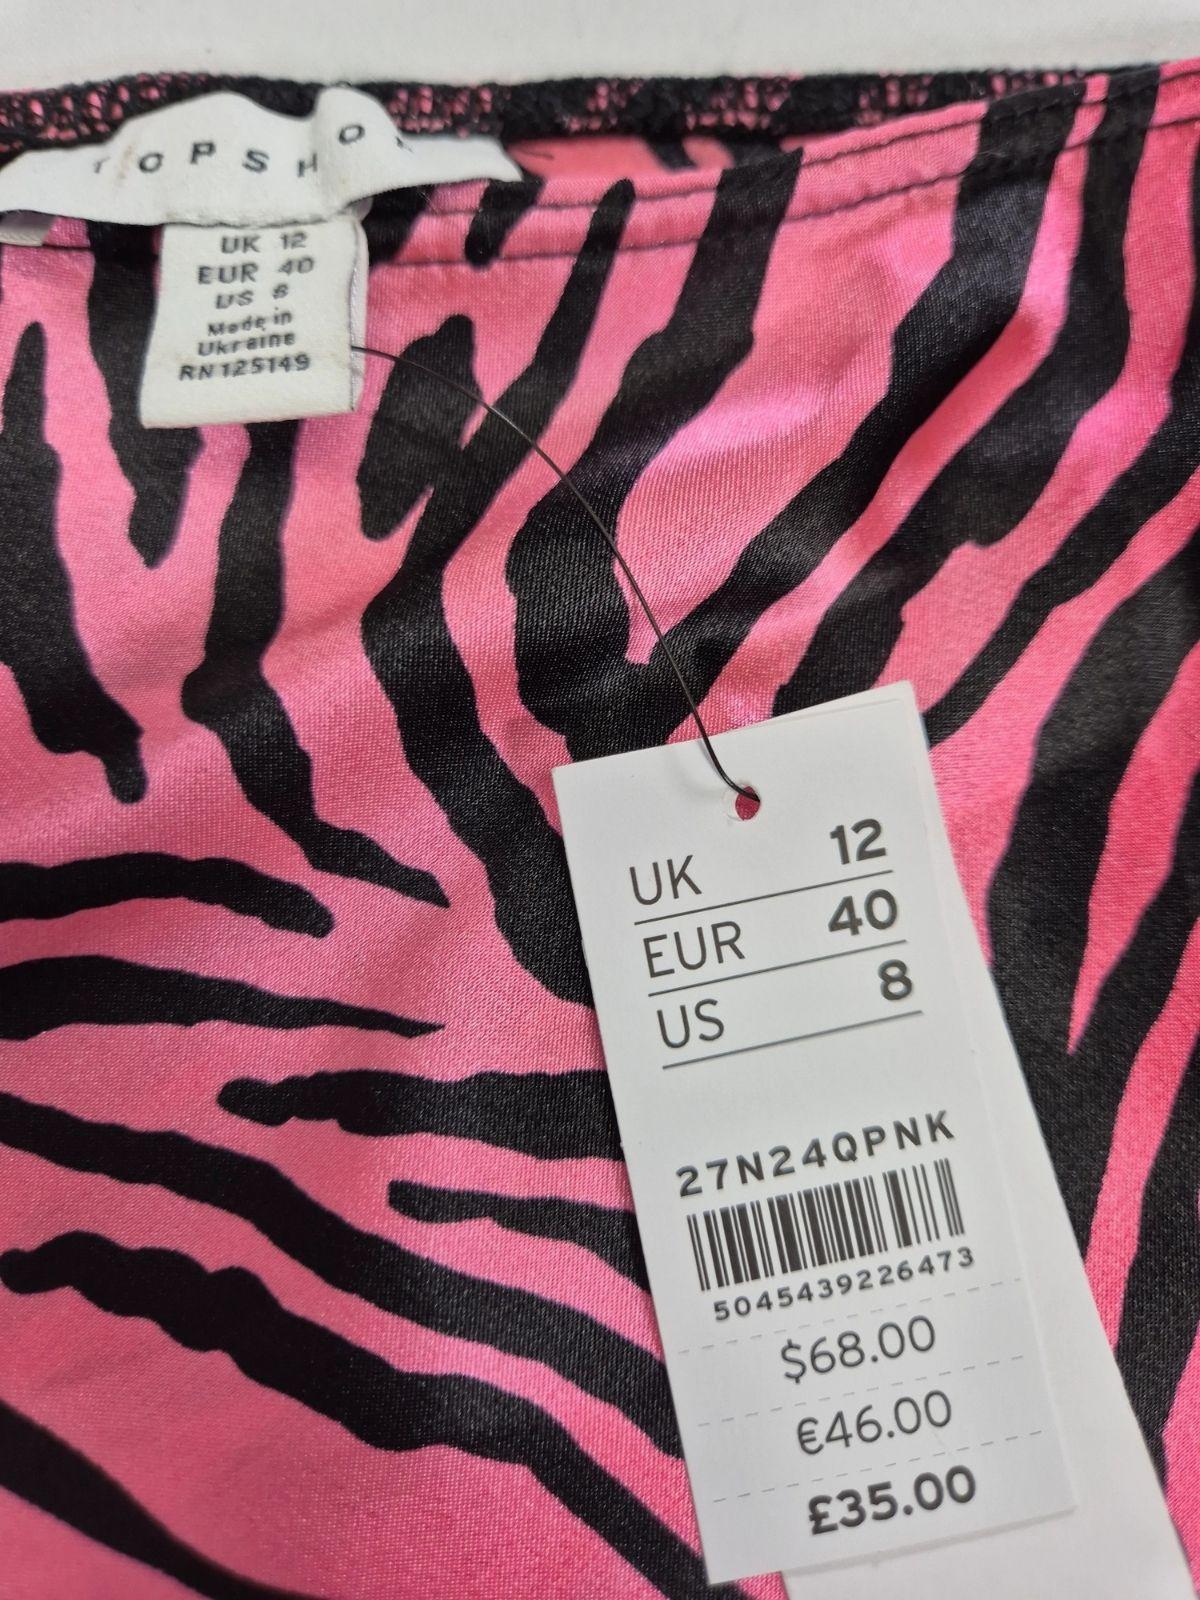 TOPSHO
UK 12
EUR 40
US 8
Made in
Ukraine
RN125149
UK 12
EUR 40
US 8
27N24QPNK
5045439226473
$68.00
€46.00
£35.00